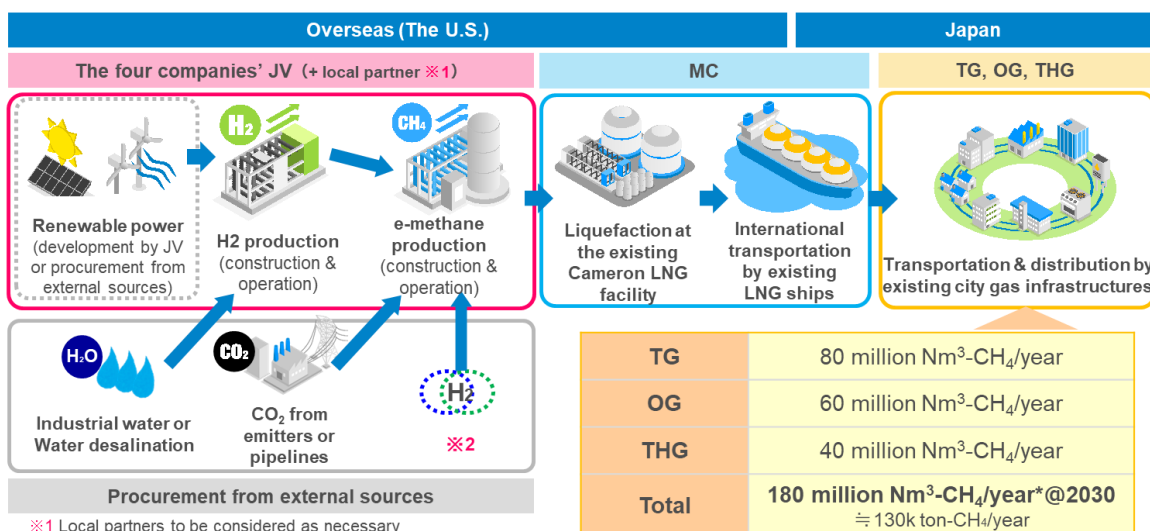 Overseas (The U.S.)
Japan
The four companies' JV (+ local partner ※1)
MC
TG, OG, THG
H2
CH₄
Renewable power
(development by JV
or procurement from
external sources)
H2 production
(construction &
operation)
e-methane
production
(construction &
operation)
Liquefaction at
the existing
Cameron LNG
facility
International
transportation
by existing
LNG ships
Transportation & distribution by
existing city gas infrastructures
H₂O
Industrial water or
Water desalination
CO₂
CO₂ from
emitters or
pipelines
H2
※2
Procurement from external sources
※1 Local partners to be considered as necessary
TG 80 million Nm³-CH₄/year
OG 60 million Nm³-CH₄/year
THG 40 million Nm³-CH₄/year
Total 180 million Nm³-CH₄/year*@2030
≒130k ton-CH₄/year